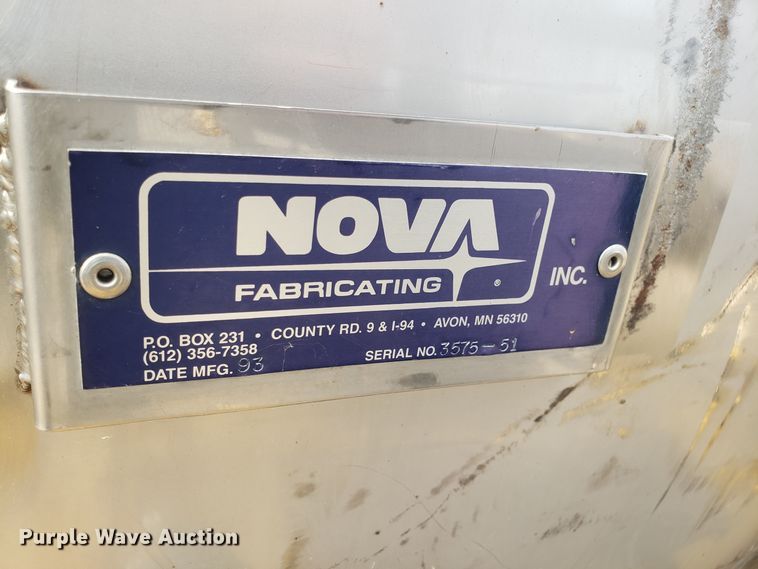 NOVA
FABRICATING ®
INC.
P.O. BOX 231 • COUNTY RD. 9 & I-94 • AVON, MN 56310
(612) 356-7358
SERIAL NO. 3575-51
DATE MFG. 93
Purple Wave Auction